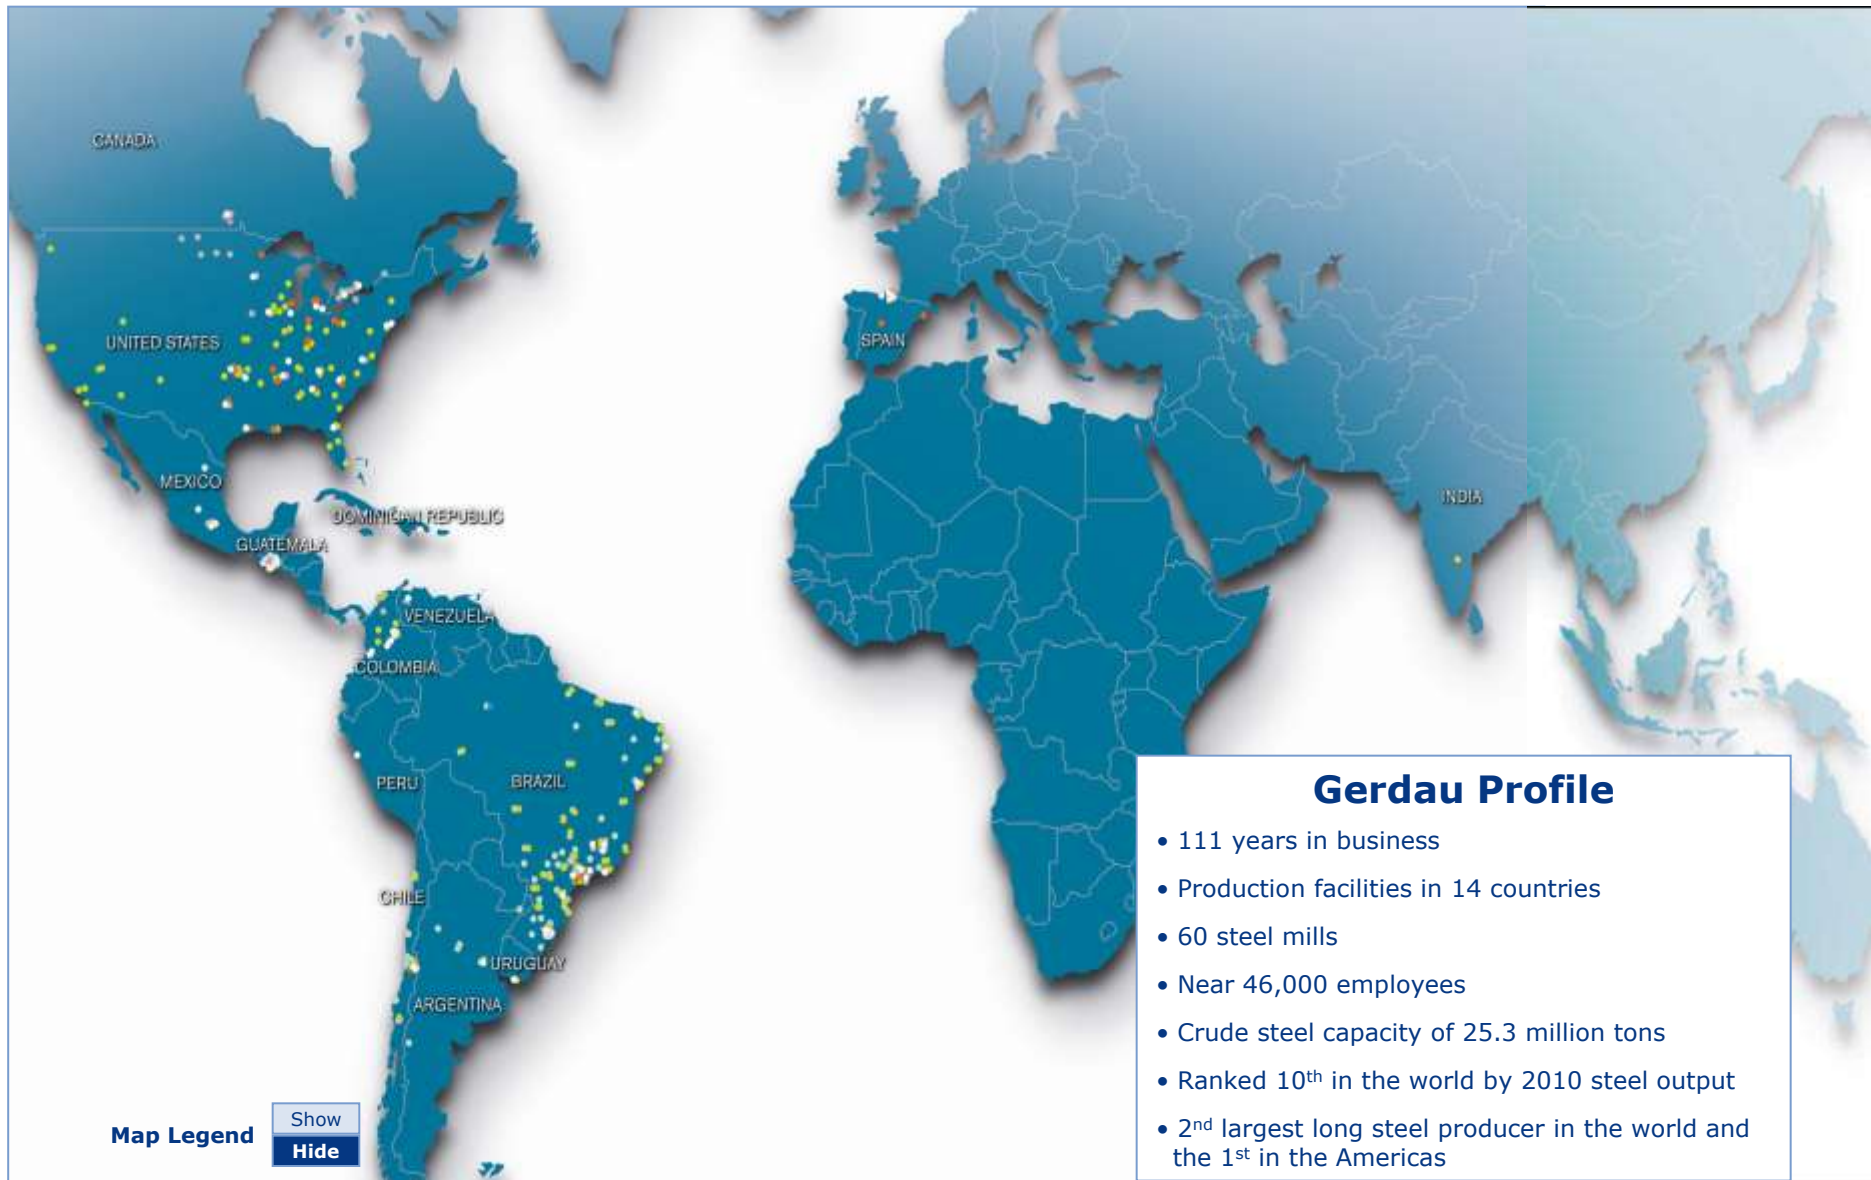 CANADA
UNITED STATES
SPAIN
MEXICO
INDIA
DOMINICAN REPUBLIC
GUATEMALA
VENEZUELA
COLOMBIA
PERU
BRAZIL
CHILE
URUGUAY
ARGENTINA
Gerdau Profile
• 111 years in business
• Production facilities in 14 countries
• 60 steel mills
• Near 46,000 employees
• Crude steel capacity of 25.3 million tons
• Ranked 10th in the world by 2010 steel output
• 2nd largest long steel producer in the world and
the 1st in the Americas
Map Legend
Show
Hide